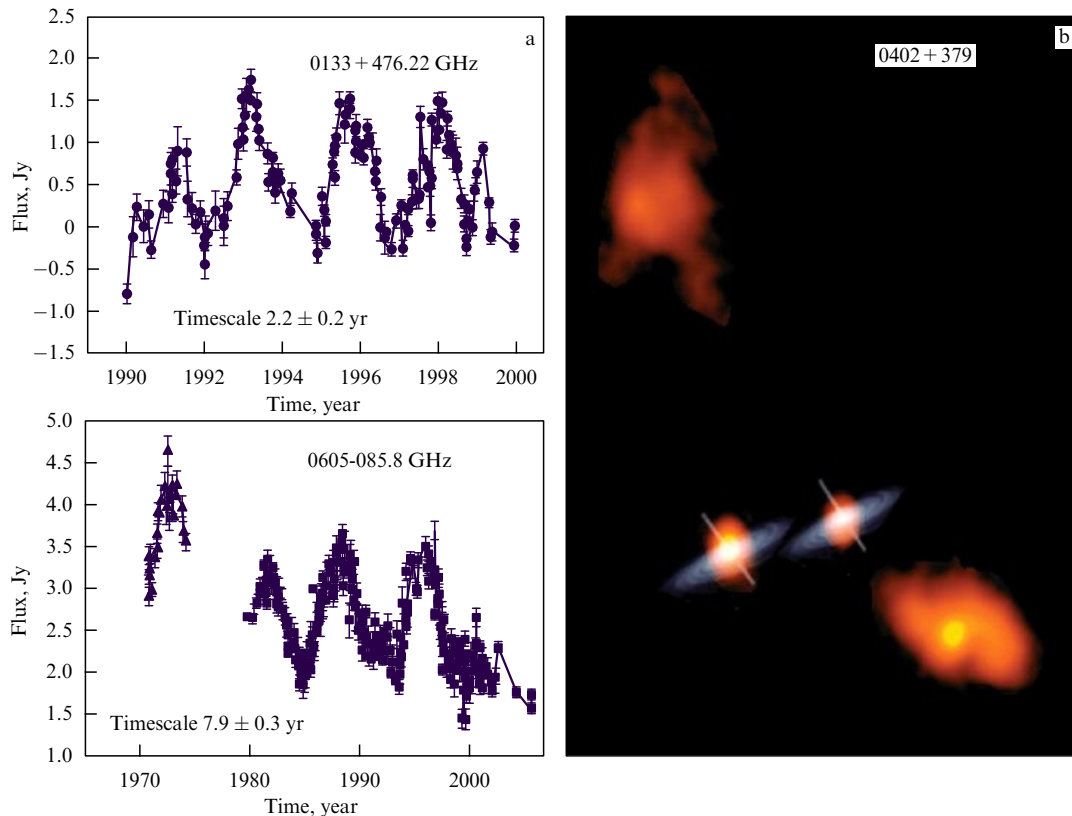 a
0133 + 476.22 GHz
2.5
2.0
1.5
1.0
0.5
0
−0.5
−1.0
−1.5
Flux, Jy
Timescale 2.2 ± 0.2 yr
1990 1992 1994 1996 1998 2000
Time, year
0605-085.8 GHz
5.0
4.5
4.0
3.5
3.0
2.5
2.0
1.5
1.0
Flux, Jy
Timescale 7.9 ± 0.3 yr
1970 1980 1990 2000
Time, year
b
0402 + 379